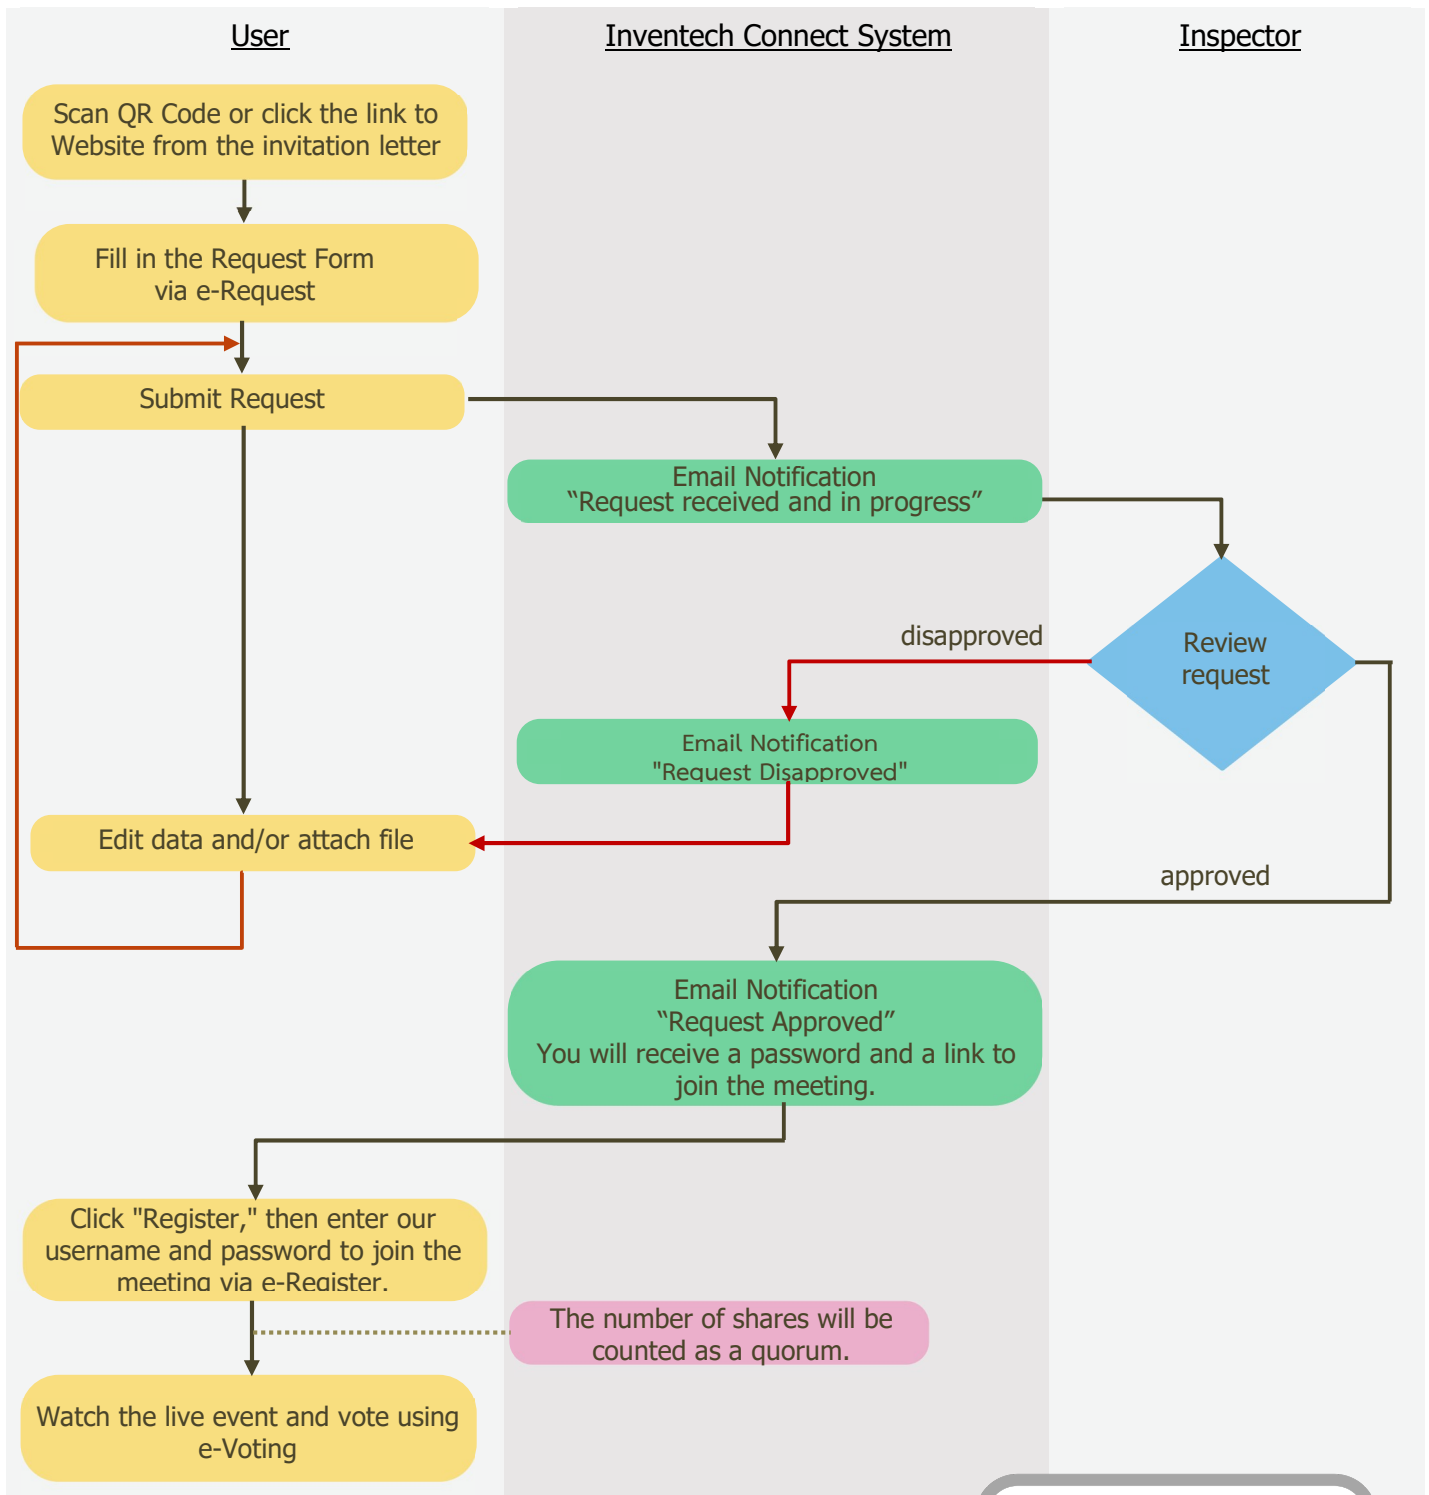 User
Inventech Connect System
Inspector
Scan QR Code or click the link to
Website from the invitation letter
Fill in the Request Form
via e-Request
Submit Request
Email Notification
“Request received and in progress”
disapproved
Review
request
Email Notification
"Request Disapproved"
Edit data and/or attach file
approved
Email Notification
“Request Approved”
You will receive a password and a link to
join the meeting.
Click "Register," then enter our
username and password to join the
meeting via e-Register.
The number of shares will be
counted as a quorum.
Watch the live event and vote using
e-Voting